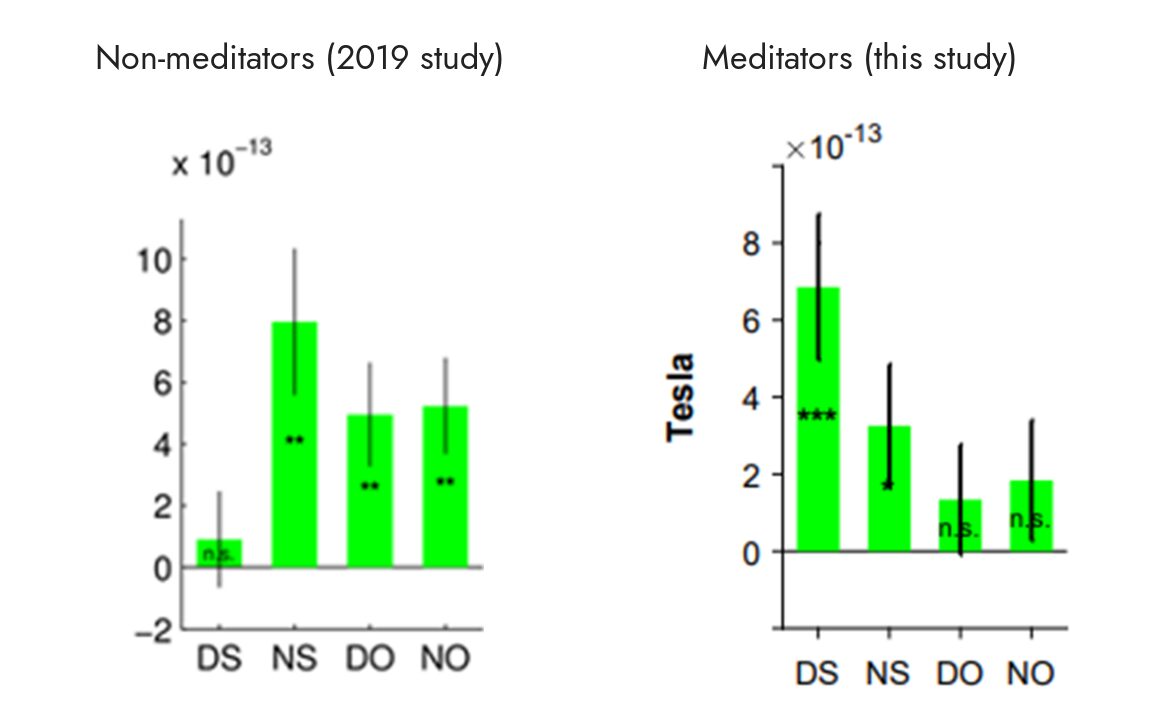 Non-meditators (2019 study)
x 10⁻¹³
10
8
6
4
2
0
−2
n.s.
**
**
**
DS NS DO NO
Meditators (this study)
×10⁻¹³
Tesla
8
6
4
2
0
***
*
n.s.
n.s.
DS NS DO NO